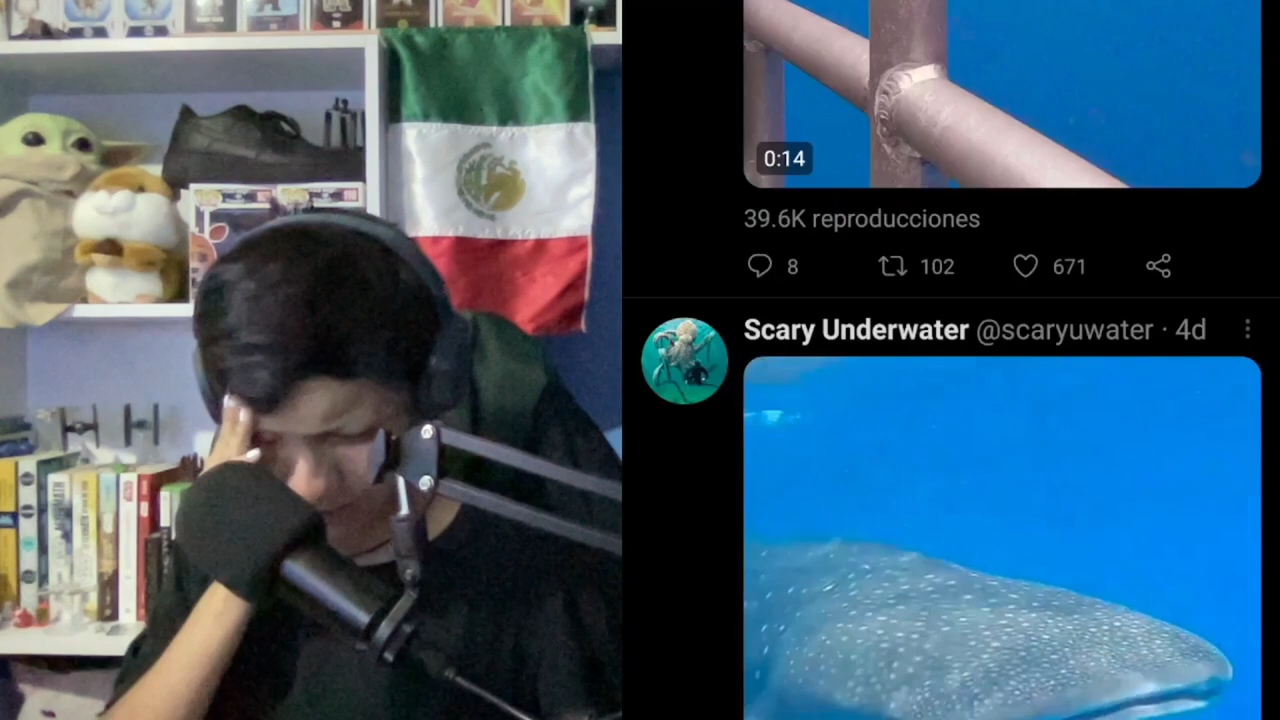 0:14
39.6K reproducciones
8 102 671
Scary Underwater @scaryuwater · 4d